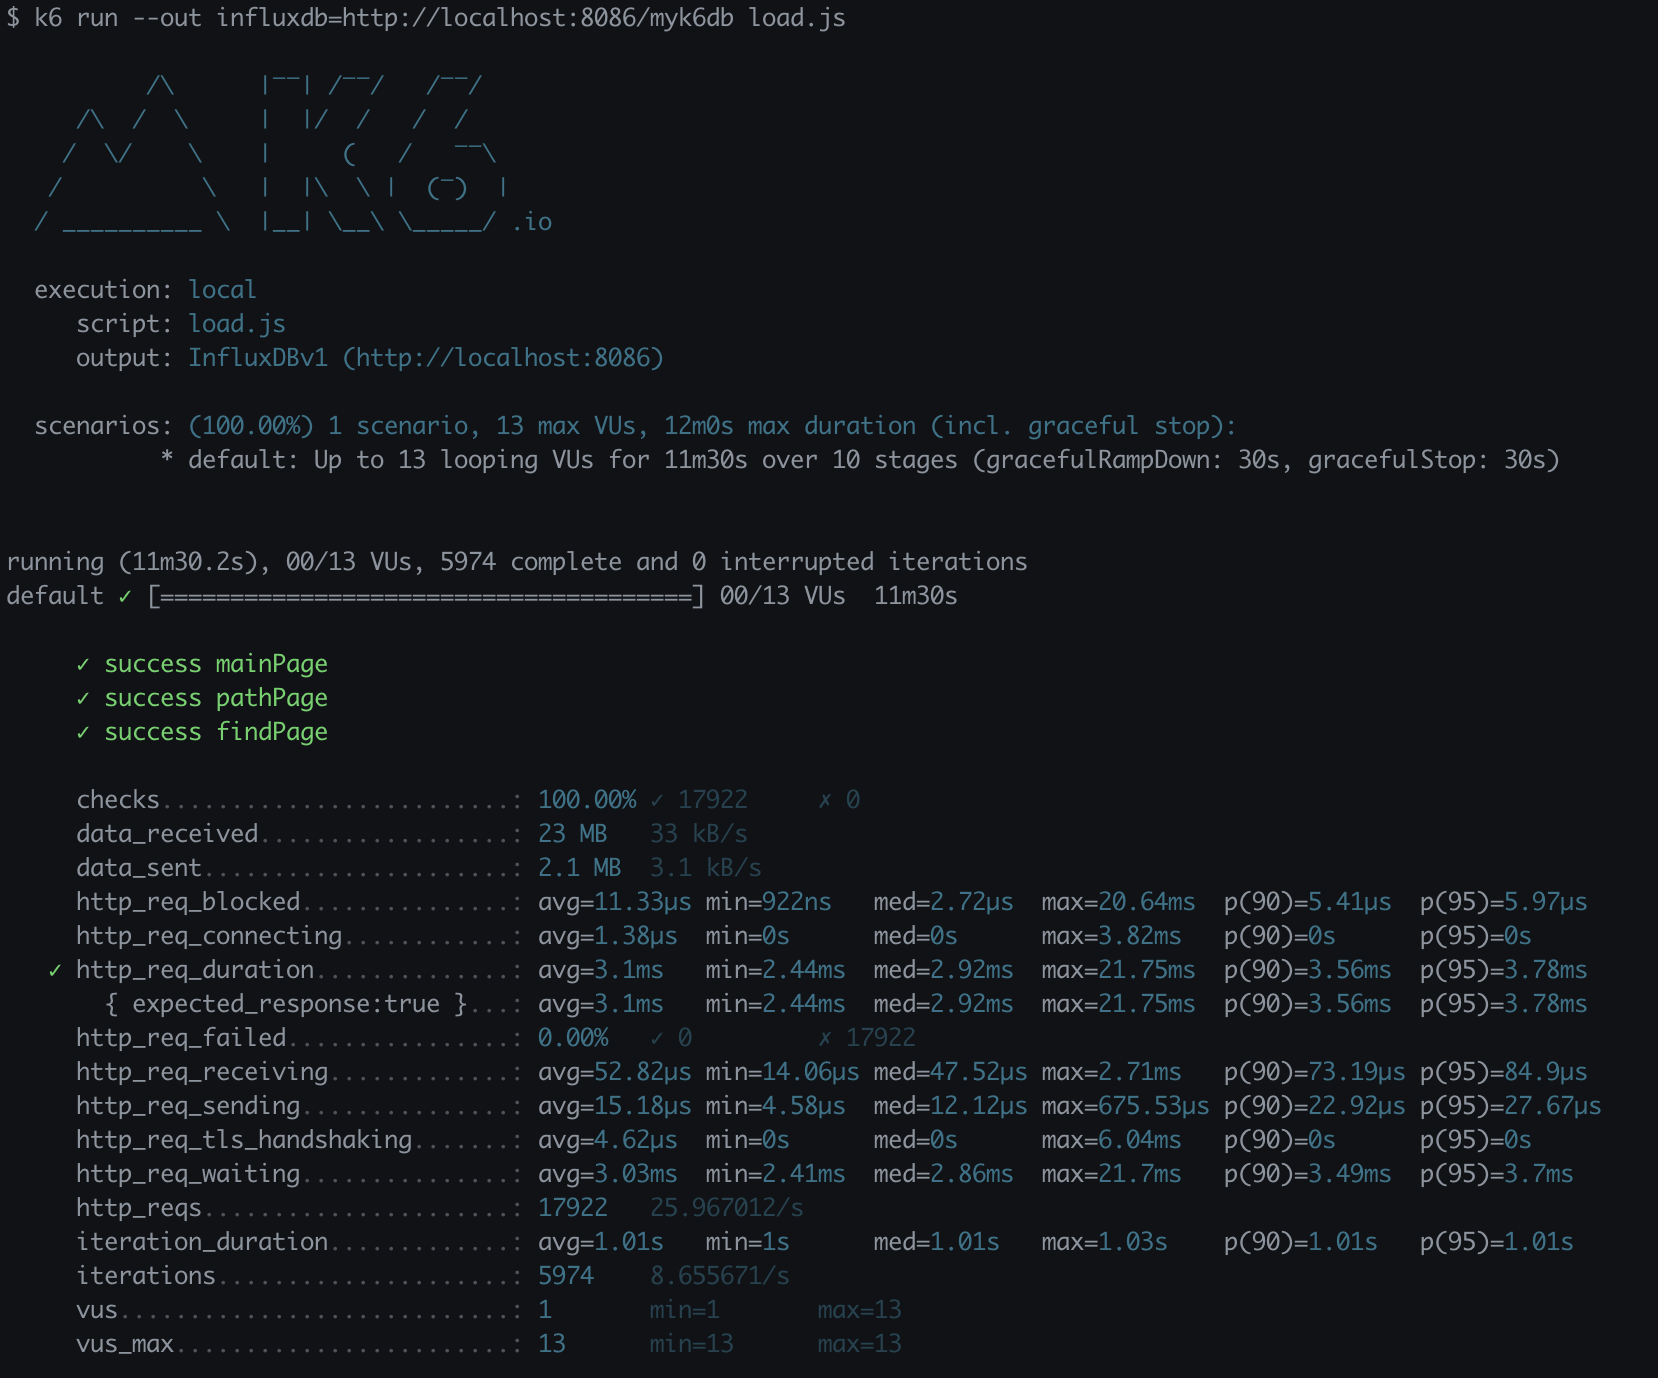 $ k6 run --out influxdb=http://localhost:8086/myk6db load.js

          /\      |‾‾| /‾‾/   /‾‾/
     /\  /  \     |  |/  /   /  /
    /  \/    \    |     (   /   ‾‾\
   /          \   |  |\  \ |  (‾)  |
  / __________ \  |__| \__\ \_____/ .io

  execution: local
     script: load.js
     output: InfluxDBv1 (http://localhost:8086)

  scenarios: (100.00%) 1 scenario, 13 max VUs, 12m0s max duration (incl. graceful stop):
           * default: Up to 13 looping VUs for 11m30s over 10 stages (gracefulRampDown: 30s, gracefulStop: 30s)


running (11m30.2s), 00/13 VUs, 5974 complete and 0 interrupted iterations
default ✓ [======================================] 00/13 VUs  11m30s

     ✓ success mainPage
     ✓ success pathPage
     ✓ success findPage

     checks.........................: 100.00% ✓ 17922     ✗ 0
     data_received..................: 23 MB   33 kB/s
     data_sent......................: 2.1 MB  3.1 kB/s
     http_req_blocked...............: avg=11.33µs min=922ns   med=2.72µs  max=20.64ms  p(90)=5.41µs  p(95)=5.97µs
     http_req_connecting............: avg=1.38µs  min=0s      med=0s      max=3.82ms   p(90)=0s      p(95)=0s
   ✓ http_req_duration..............: avg=3.1ms   min=2.44ms  med=2.92ms  max=21.75ms  p(90)=3.56ms  p(95)=3.78ms
       { expected_response:true }...: avg=3.1ms   min=2.44ms  med=2.92ms  max=21.75ms  p(90)=3.56ms  p(95)=3.78ms
     http_req_failed................: 0.00%   ✓ 0         ✗ 17922
     http_req_receiving.............: avg=52.82µs min=14.06µs med=47.52µs max=2.71ms   p(90)=73.19µs p(95)=84.9µs
     http_req_sending...............: avg=15.18µs min=4.58µs  med=12.12µs max=675.53µs p(90)=22.92µs p(95)=27.67µs
     http_req_tls_handshaking.......: avg=4.62µs  min=0s      med=0s      max=6.04ms   p(90)=0s      p(95)=0s
     http_req_waiting...............: avg=3.03ms  min=2.41ms  med=2.86ms  max=21.7ms   p(90)=3.49ms  p(95)=3.7ms
     http_reqs......................: 17922   25.967012/s
     iteration_duration.............: avg=1.01s   min=1s      med=1.01s   max=1.03s    p(90)=1.01s   p(95)=1.01s
     iterations.....................: 5974    8.655671/s
     vus............................: 1       min=1       max=13
     vus_max........................: 13      min=13      max=13